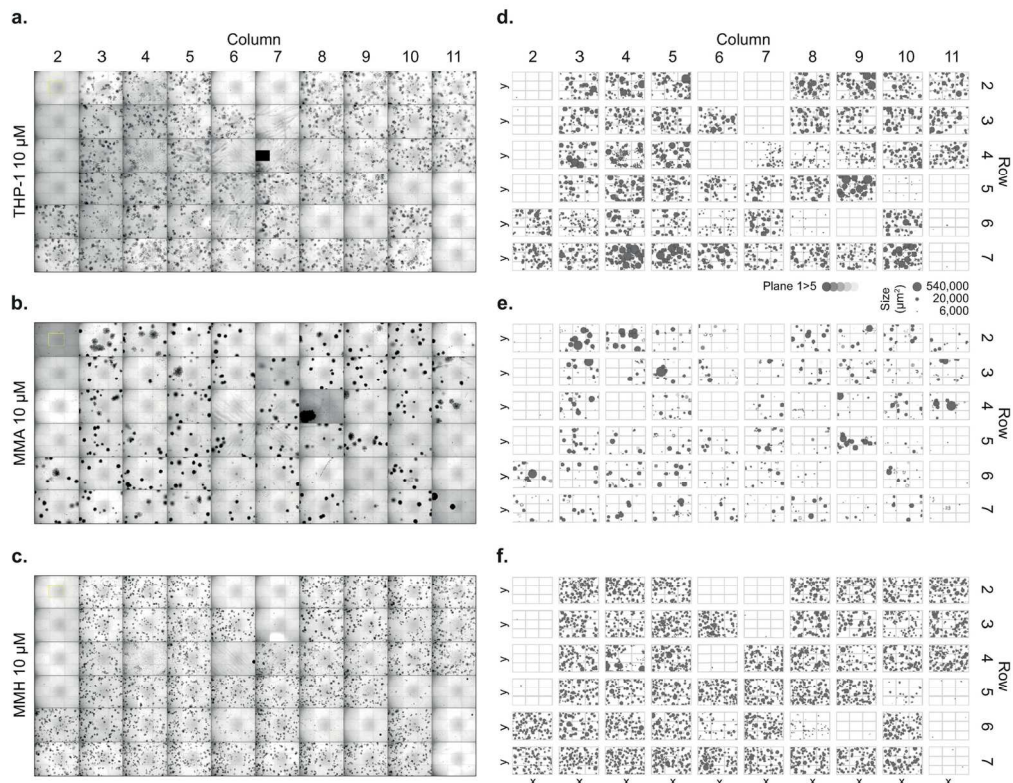 a.
Column
2 3 4 5 6 7 8 9 10 11
THP-1 10 µM
b.
MMA 10 µM
c.
MMH 10 µM
d.
Column
2 3 4 5 6 7 8 9 10 11
y 2
y 3
y 4
y 5
y 6
y 7
Row
Plane 1>5
Size
(µm²)
540,000
20,000
6,000
e.
y 2
y 3
y 4
y 5
y 6
y 7
Row
f.
y 2
y 3
y 4
y 5
y 6
y 7
Row
x x x x x x x x x x